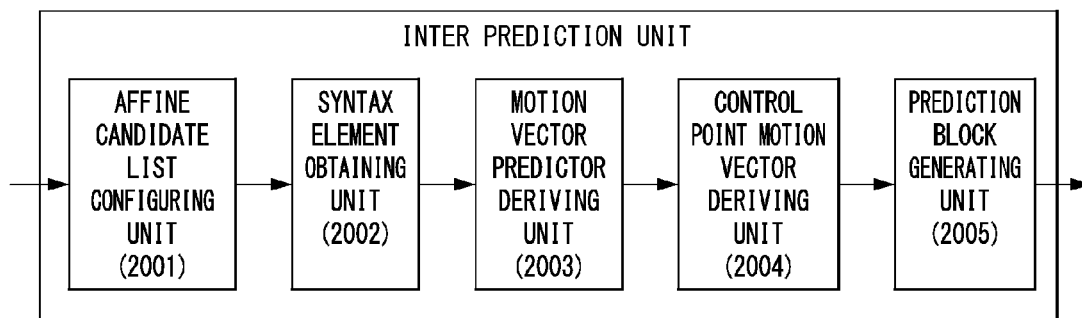 INTER PREDICTION UNIT
AFFINE
CANDIDATE
LIST
CONFIGURING
UNIT
(2001)
SYNTAX
ELEMENT
OBTAINING
UNIT
(2002)
MOTION
VECTOR
PREDICTOR
DERIVING
UNIT
(2003)
CONTROL
POINT MOTION
VECTOR
DERIVING
UNIT
(2004)
PREDICTION
BLOCK
GENERATING
UNIT
(2005)